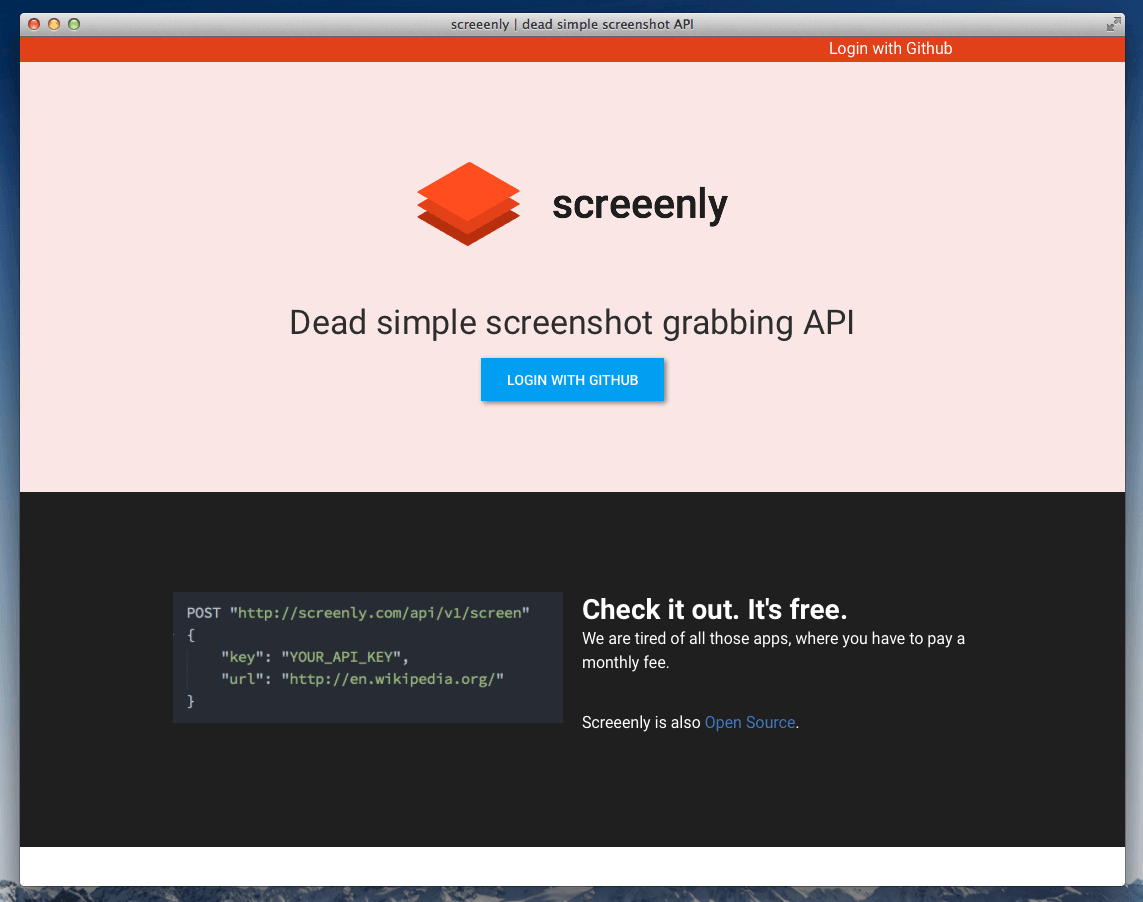 screeenly | dead simple screenshot API
Login with Github
screeenly
Dead simple screenshot grabbing API
LOGIN WITH GITHUB
POST "http://screenly.com/api/v1/screen"
{
"key": "YOUR_API_KEY",
"url": "http://en.wikipedia.org/"
}
Check it out. It's free.
We are tired of all those apps, where you have to pay a
monthly fee.
Screeenly is also Open Source.